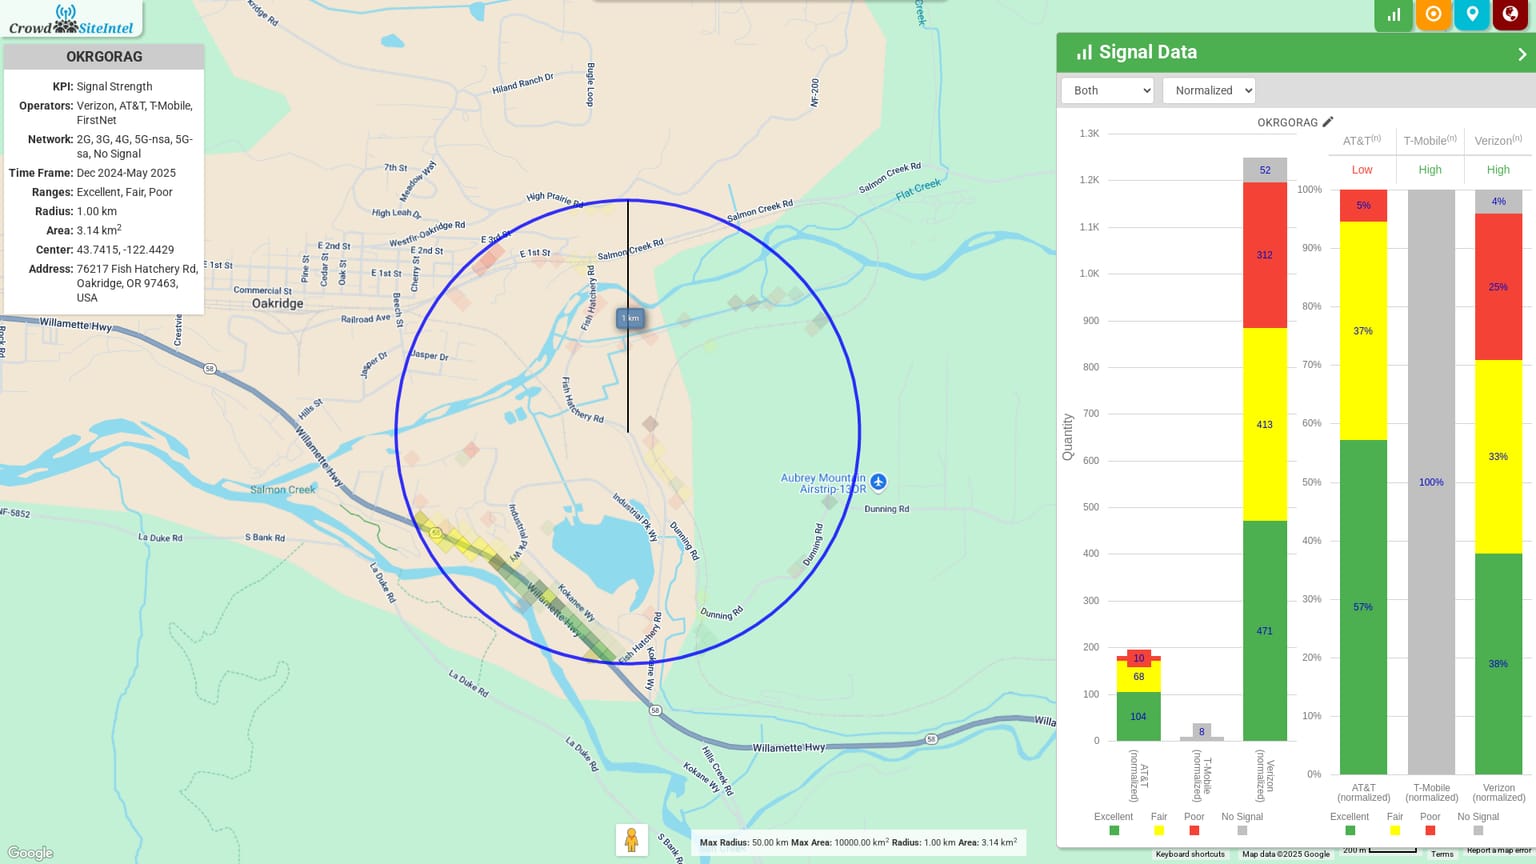 Crowd SiteIntel
OKRGORAG
KPI: Signal Strength
Operators: Verizon, AT&T, T-Mobile,
FirstNet
Network: 2G, 3G, 4G, 5G-nsa, 5G-
sa, No Signal
Time Frame: Dec 2024-May 2025
Ranges: Excellent, Fair, Poor
Radius: 1.00 km
Area: 3.14 km2
Center: 43.7415, -122.4429
Address: 76217 Fish Hatchery Rd,
Oakridge, OR 97463,
USA
kridge Rd
Hiland Ranch Dr
Bugle Loop
NF-200
Creek
7th St
Meadow Way
High Leah Dr
High Prairie Rd
Salmon Creek Rd
Flat Creek
Salmon Creek Rd
Westfir-Oakridge Rd
E 3rd St
E 2nd St
E 2nd St
E 1st St
Salmon Creek Rd
E 1st St
E 1st St
Pine St
Cedar St
Oak St
Cherry St
Commercial St
Oakridge
Railroad Ave
Beech St
Fish Hatchery Rd
1 km
Willamette Hwy
Crestvie
Rock Rd
58
Jasper Dr
Jasper Dr
Hills St
Fish Hatchery Rd
Willamette Hwy
Salmon Creek
Aubrey Mountain
Airstrip-13OR
Dunning Rd
NF-5852
La Duke Rd
S Bank Rd
58
Industrial Pk Wy
Industrial Pk Wy
Dunning Rd
Dunning Rd
La Duke Rd
Kokanee Wy
Willamette Hwy
Dunning Rd
Fish Hatchery Rd
Kokane Wy
La Duke Rd
58
58
Willa
Willamette Hwy
La Duke Rd
Hills Creek Rd
Kokane Wy
S Bank Rd
Google
Max Radius: 50.00 km Max Area: 10000.00 km2 Radius: 1.00 km Area: 3.14 km2
Signal Data
Both
Normalized
OKRGORAG
Quantity
1.3K
1.2K
1.1K
1.0K
900
800
700
600
500
400
300
200
100
0
10
68
104
8
52
312
413
471
AT&T
(normalized)
T-Mobile
(normalized)
Verizon
(normalized)
Excellent Fair Poor No Signal
AT&T(n) T-Mobile(n) Verizon(n)
Low High High
100%
90%
80%
70%
60%
50%
40%
30%
20%
10%
0%
5%
37%
57%
100%
4%
25%
33%
38%
AT&T
(normalized)
T-Mobile
(normalized)
Verizon
(normalized)
Excellent Fair Poor No Signal
Keyboard shortcuts Map data ©2025 Google 200 m Terms Report a map error